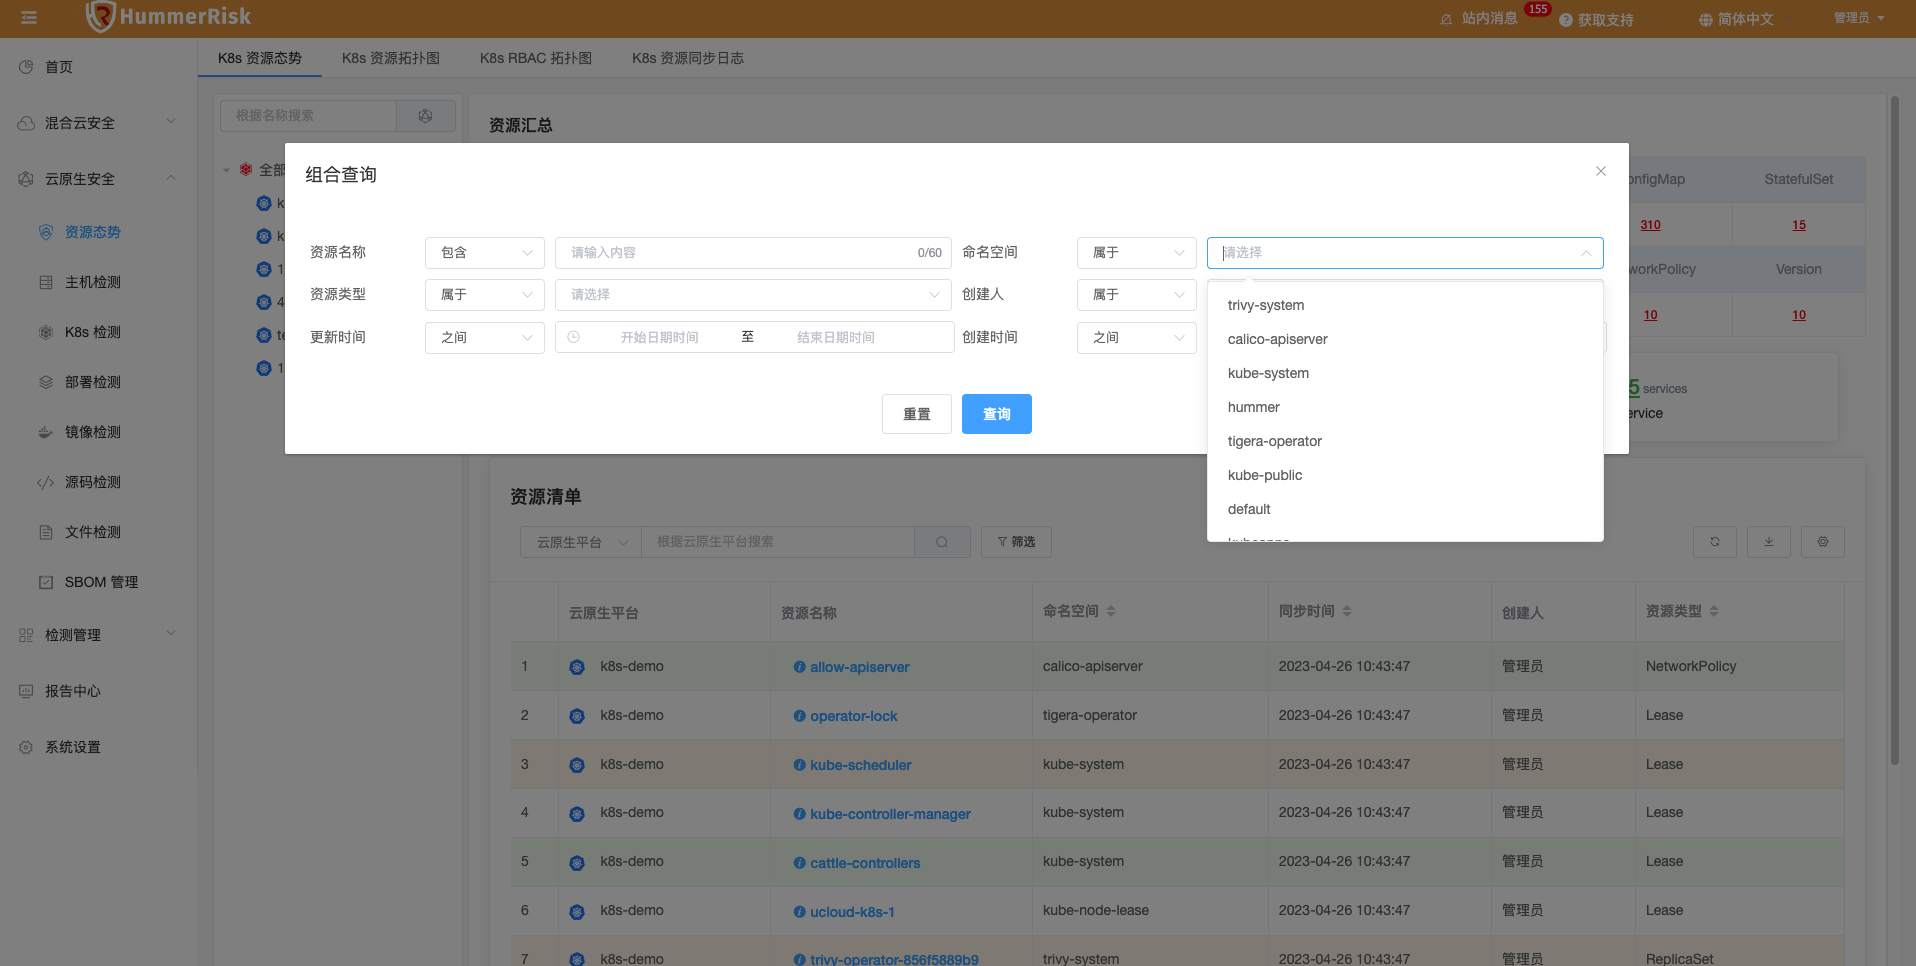 HummerRisk
站内消息 155
获取支持
简体中文
管理员
首页
混合云安全
云原生安全
资源态势
主机检测
K8s 检测
部署检测
镜像检测
源码检测
文件检测
SBOM 管理
检测管理
报告中心
系统设置
K8s 资源态势 K8s 资源拓扑图 K8s RBAC 拓扑图 K8s 资源同步日志
根据名称搜索
资源汇总
StatefulSet
310 15
Version
10 10
services
组合查询
资源名称 包含 请输入内容 0/60 命名空间 属于 请选择
资源类型 属于 请选择 创建人 属于
更新时间 之间 开始日期时间 至 结束日期时间 创建时间 之间
重置 查询
trivy-system
calico-apiserver
kube-system
hummer
tigera-operator
kube-public
default
资源清单
云原生平台 根据云原生平台搜索 筛选
云原生平台 资源名称 命名空间 同步时间 创建人 资源类型
1 k8s-demo allow-apiserver calico-apiserver 2023-04-26 10:43:47 管理员 NetworkPolicy
2 k8s-demo operator-lock tigera-operator 2023-04-26 10:43:47 管理员 Lease
3 k8s-demo kube-scheduler kube-system 2023-04-26 10:43:47 管理员 Lease
4 k8s-demo kube-controller-manager kube-system 2023-04-26 10:43:47 管理员 Lease
5 k8s-demo cattle-controllers kube-system 2023-04-26 10:43:47 管理员 Lease
6 k8s-demo ucloud-k8s-1 kube-node-lease 2023-04-26 10:43:47 管理员 Lease
7 k8s-demo trivy-operator-856f5889b9 trivy-system 2023-04-26 10:43:47 管理员 ReplicaSet